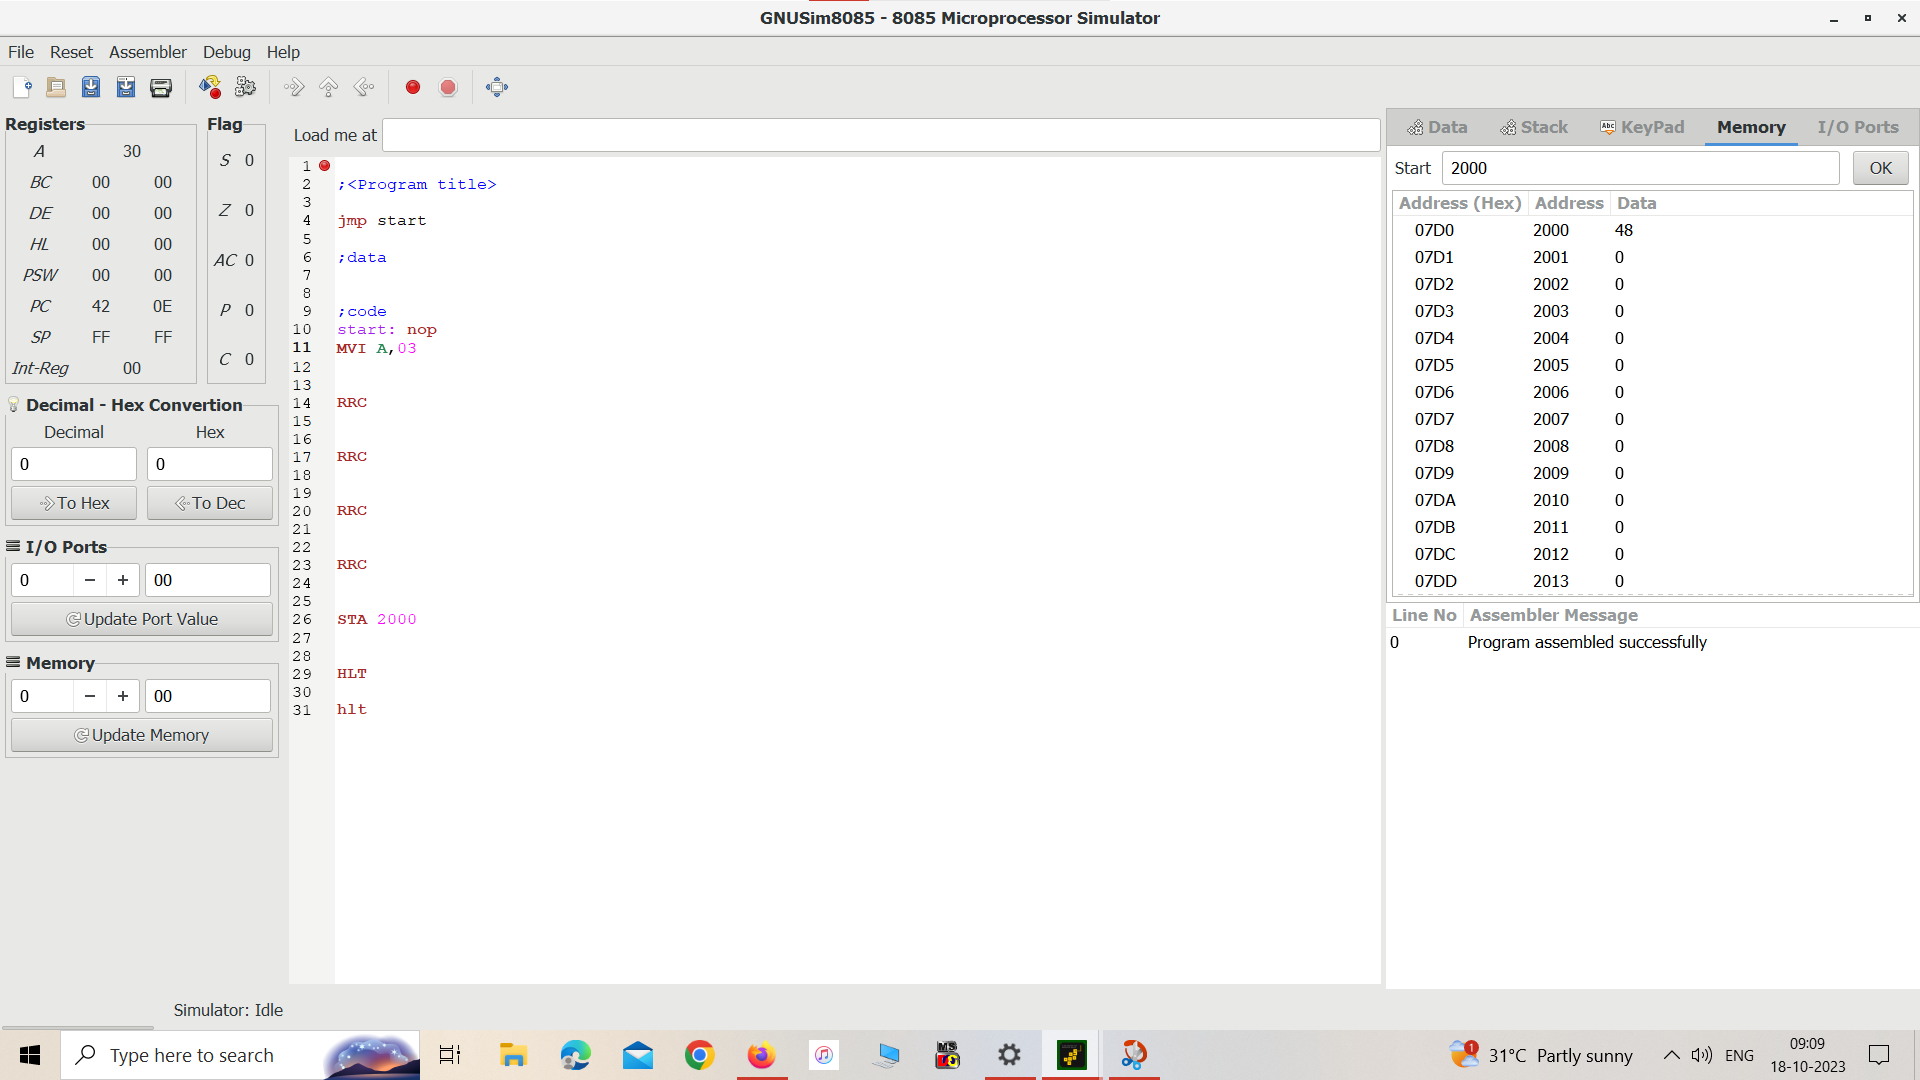 GNUSim8085 - 8085 Microprocessor Simulator
File Reset Assembler Debug Help
Registers
A 30
BC 00 00
DE 00 00
HL 00 00
PSW 00 00
PC 42 0E
SP FF FF
Int-Reg 00
Flag
S 0
Z 0
AC 0
P 0
C 0
Decimal - Hex Convertion
Decimal Hex
0 0
To Hex To Dec
I/O Ports
0 − + 00
Update Port Value
Memory
0 − + 00
Update Memory
Load me at
1
2 ;<Program title>
3
4 jmp start
5
6 ;data
7
8
9 ;code
10 start: nop
11 MVI A,03
12
13
14 RRC
15
16
17 RRC
18
19
20 RRC
21
22
23 RRC
24
25
26 STA 2000
27
28
29 HLT
30
31 hlt
Data Stack Abc KeyPad Memory I/O Ports
Start 2000 OK
Address (Hex) Address Data
07D0 2000 48
07D1 2001 0
07D2 2002 0
07D3 2003 0
07D4 2004 0
07D5 2005 0
07D6 2006 0
07D7 2007 0
07D8 2008 0
07D9 2009 0
07DA 2010 0
07DB 2011 0
07DC 2012 0
07DD 2013 0
Line No Assembler Message
0 Program assembled successfully
Simulator: Idle
Type here to search
1 31°C Partly sunny ENG
09:09
18-10-2023